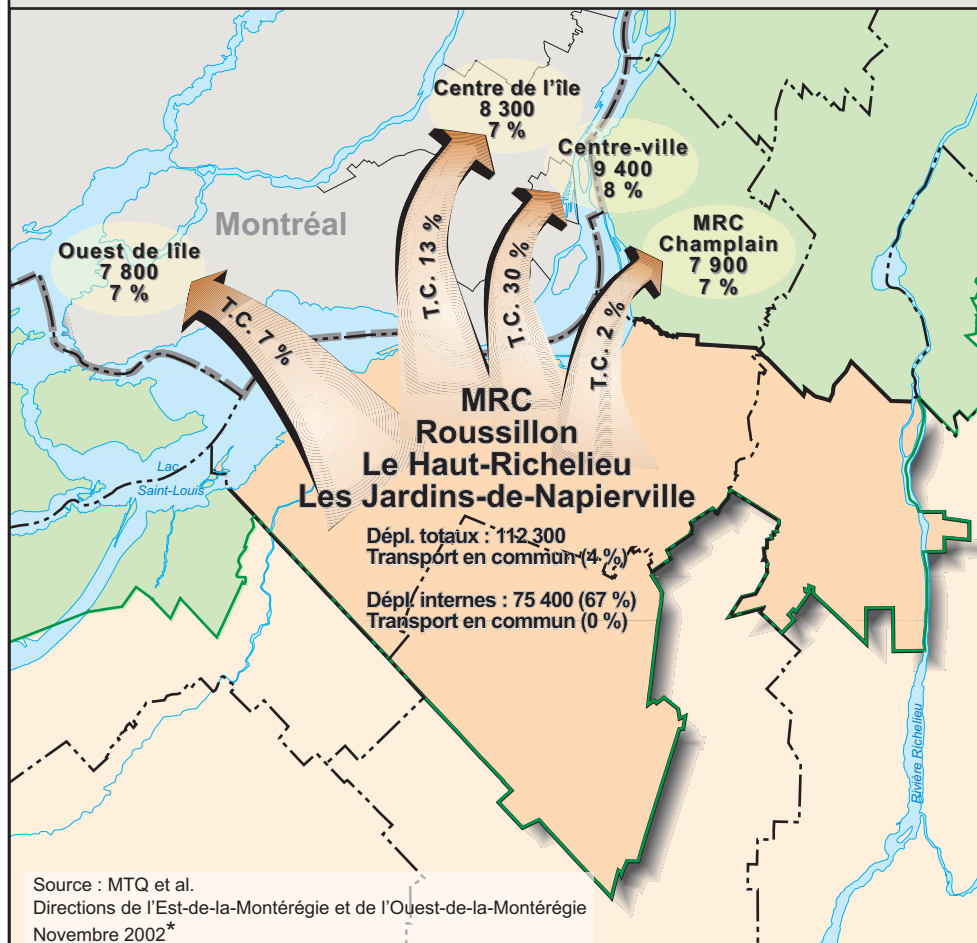 Centre de l'île
8 300
7 %
Centre-ville
9 400
8 %
MRC
Champlain
7 900
7 %
Montréal
Ouest de lîle
7 800
7 %
T.C. 7 %
T.C. 13 %
T.C. 30 %
T.C. 2 %
MRC
Roussillon
Le Haut-Richelieu
Les Jardins-de-Napierville
Dépl. totaux : 112 300
Transport en commun (4 %)
Dépl. internes : 75 400 (67 %)
Transport en commun (0 %)
Lac
Saint-Louis
Rivière Richelieu
Source : MTQ et al.
Directions de l'Est-de-la-Montérégie et de l'Ouest-de-la-Montérégie
Novembre 2002*